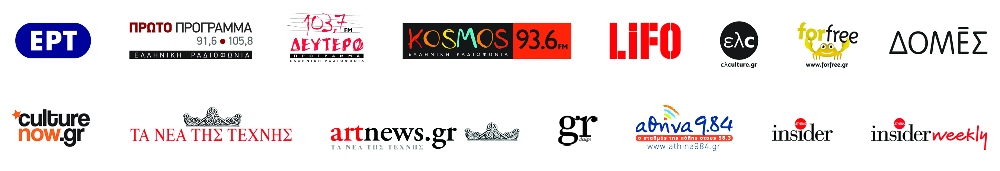 ΕΡΤ
ΠΡΩΤΟ ΠΡΟΓΡΑΜΜΑ
91,6 • 105,8
ΕΛΛΗΝΙΚΗ ΡΑΔΙΟΦΩΝΙΑ
103,7 FM
ΔΕΥΤΕΡΟ
ΠΡΟΓΡΑΜΜΑ
ΕΛΛΗΝΙΚΗ ΡΑΔΙΟΦΩΝΙΑ
KOSMOS 93.6 FM
ΕΛΛΗΝΙΚΗ ΡΑΔΙΟΦΩΝΙΑ
LiFO
ελc
ελculture.gr
forfree
www.forfree.gr
ΔΟΜΕΣ
culture
now.gr
ΤΑ ΝΕΑ ΤΗΣ ΤΕΧΝΗΣ
artnews.gr
ΤΑ ΝΕΑ ΤΗΣ ΤΕΧΝΗΣ
gr
design
αθήνα 9.84
ο σταθμός της πόλης στους 98.3
www.athina984.gr
ATHENS
insider
ATHENS
insiderweekly